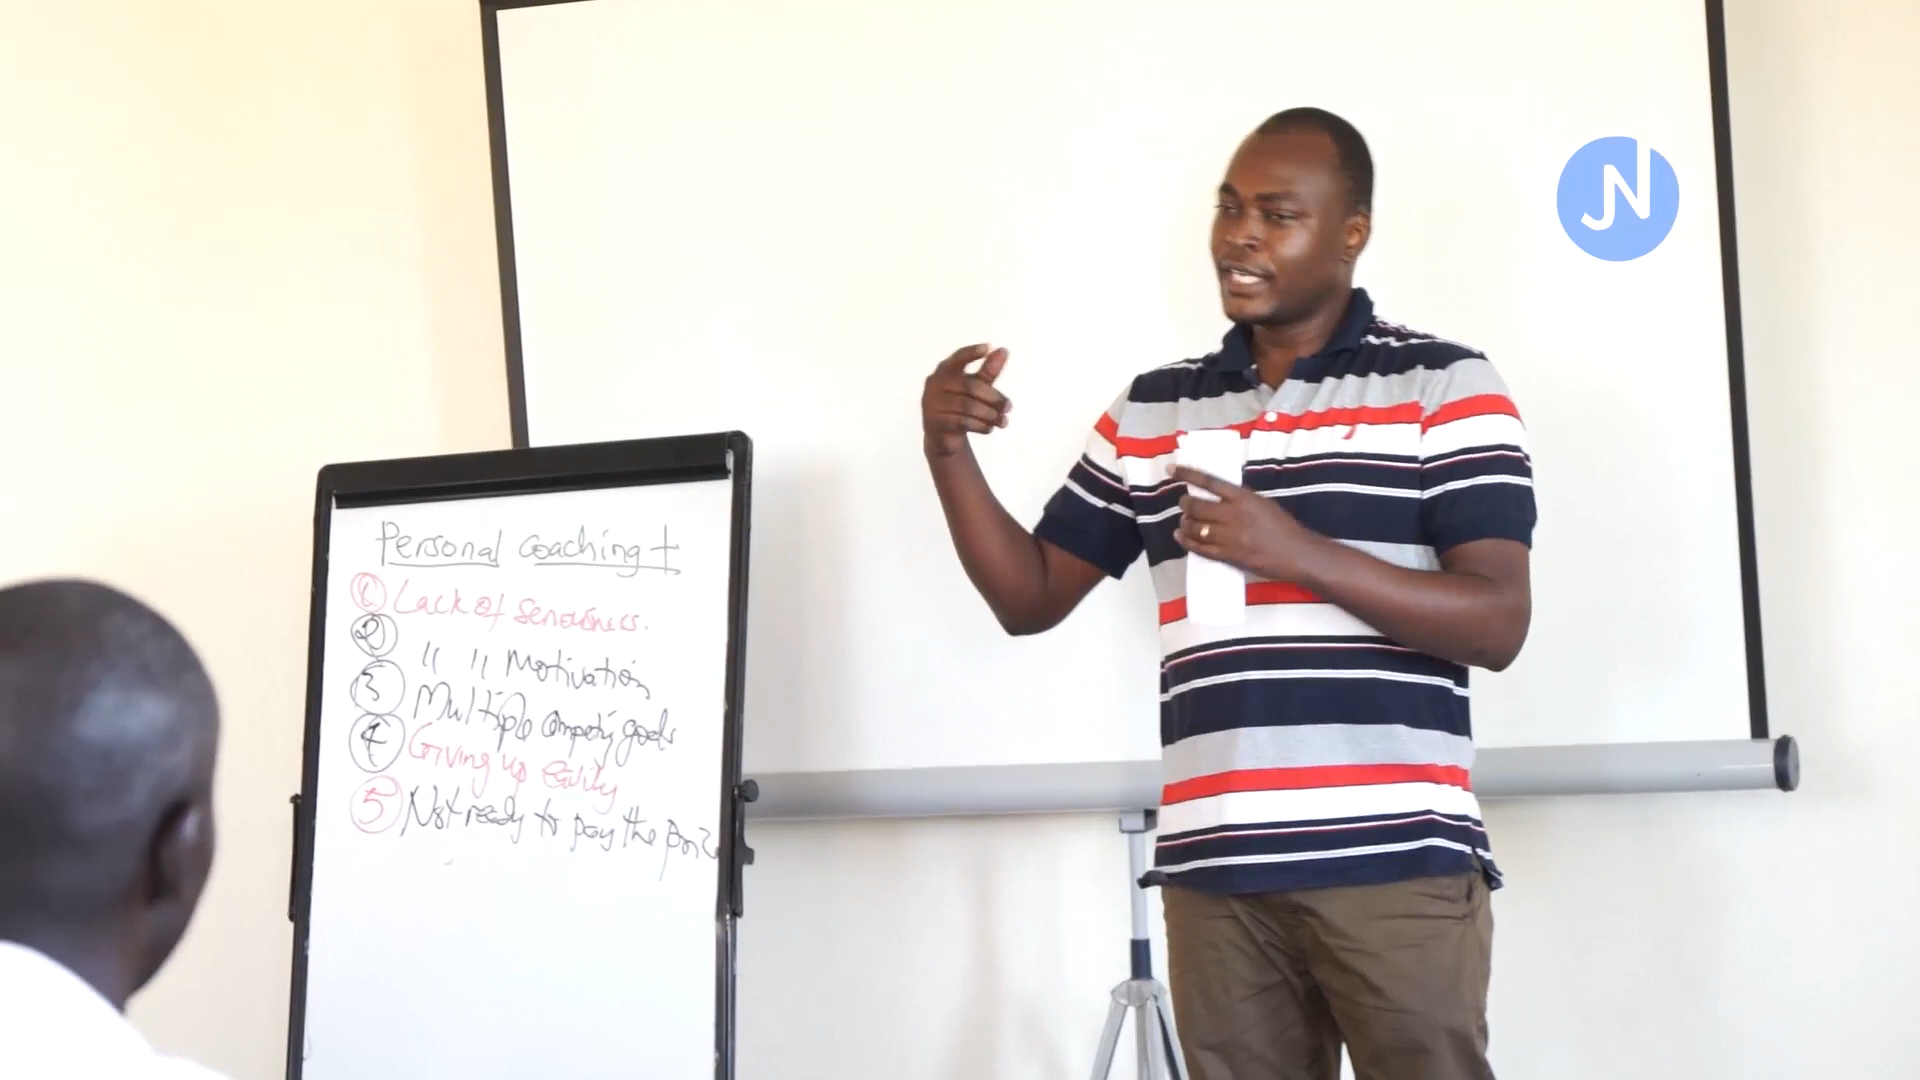 Personal coaching +
1 Lack of seriousness.
2 " " Motivation
3 Multiple competi goals
4 Giving up easily
5 Not ready to pay the
JN